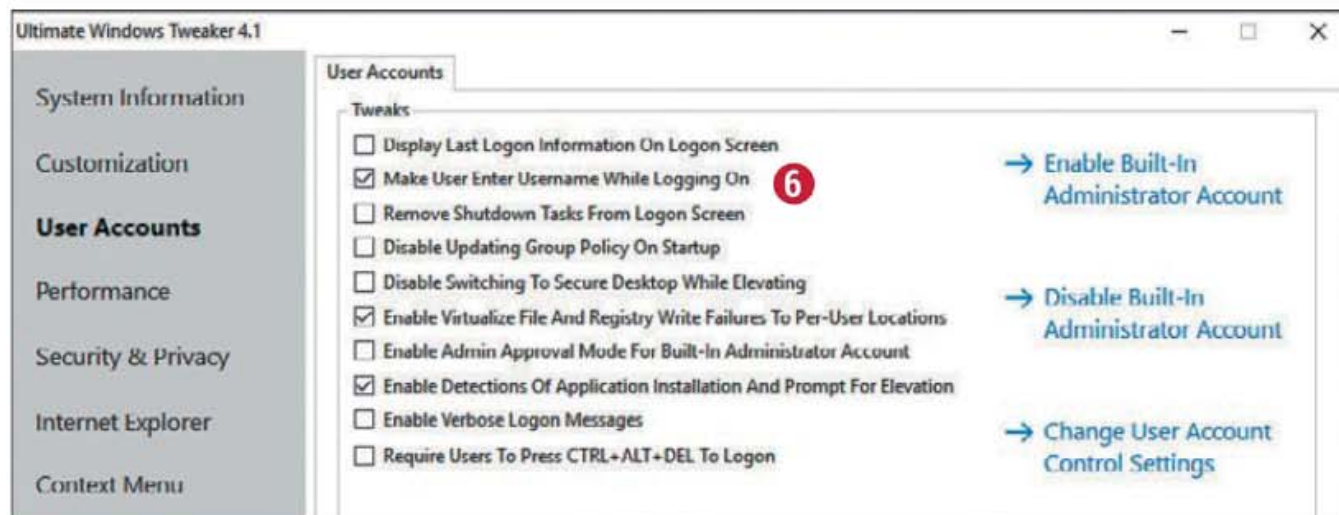 Ultimate Windows Tweaker 4.1
System Information
Customization
User Accounts
Performance
Security & Privacy
Internet Explorer
Context Menu
User Accounts
Tweaks
Display Last Logon Information On Logon Screen
Make User Enter Username While Logging On
6
Remove Shutdown Tasks From Logon Screen
Disable Updating Group Policy On Startup
Disable Switching To Secure Desktop While Elevating
Enable Virtualize File And Registry Write Failures To Per-User Locations
Enable Admin Approval Mode For Built-In Administrator Account
Enable Detections Of Application Installation And Prompt For Elevation
Enable Verbose Logon Messages
Require Users To Press CTRL+ALT+DEL To Logon
Enable Built-In
Administrator Account
Disable Built-In
Administrator Account
Change User Account
Control Settings